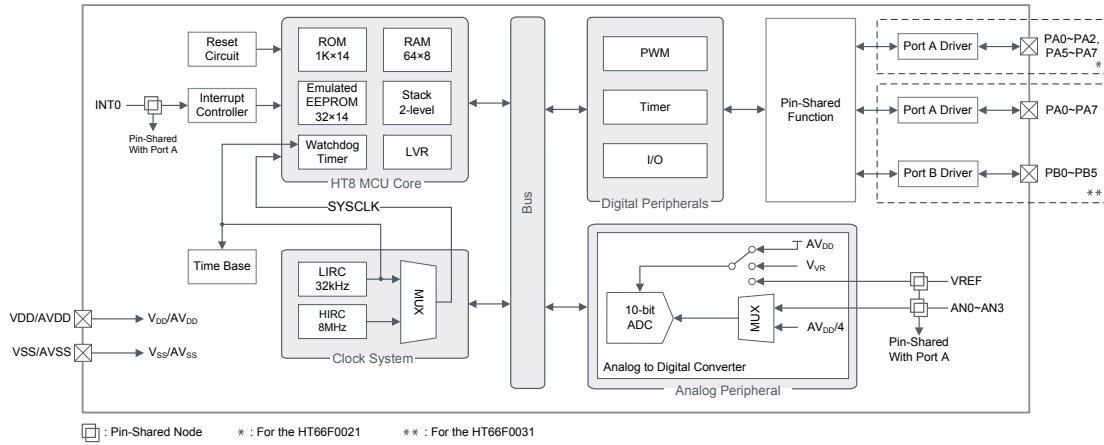 Reset
Circuit
INT0
Pin-Shared
With Port A
Interrupt
Controller
ROM
1K×14
RAM
64×8
Emulated
EEPROM
32×14
Stack
2-level
Watchdog
Timer
LVR
HT8 MCU Core
SYSCLK
Time Base
LIRC
32kHz
HIRC
8MHz
MUX
Clock System
VDD/AVDD
VDD/AVDD
VSS/AVSS
VSS/AVSS
Bus
PWM
Timer
I/O
Digital Peripherals
Pin-Shared
Function
Port A Driver
PA0~PA2,
PA5~PA7
*
Port A Driver
PA0~PA7
Port B Driver
PB0~PB5
**
AVDD
VVR
VREF
10-bit
ADC
MUX
AN0~AN3
AVDD/4
Pin-Shared
With Port A
Analog to Digital Converter
Analog Peripheral
: Pin-Shared Node
* : For the HT66F0021
** : For the HT66F0031